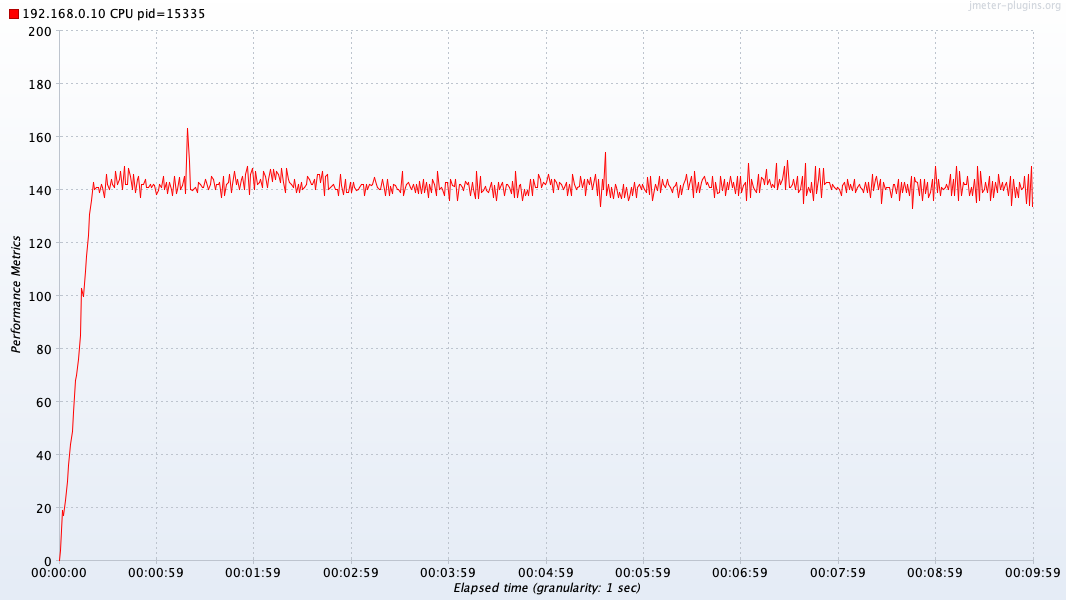 jmeter-plugins.org
192.168.0.10 CPU pid=15335
200
180
160
140
120
100
80
60
40
20
0
Performance Metrics
00:00:00 00:00:59 00:01:59 00:02:59 00:03:59 00:04:59 00:05:59 00:06:59 00:07:59 00:08:59 00:09:59
Elapsed time (granularity: 1 sec)